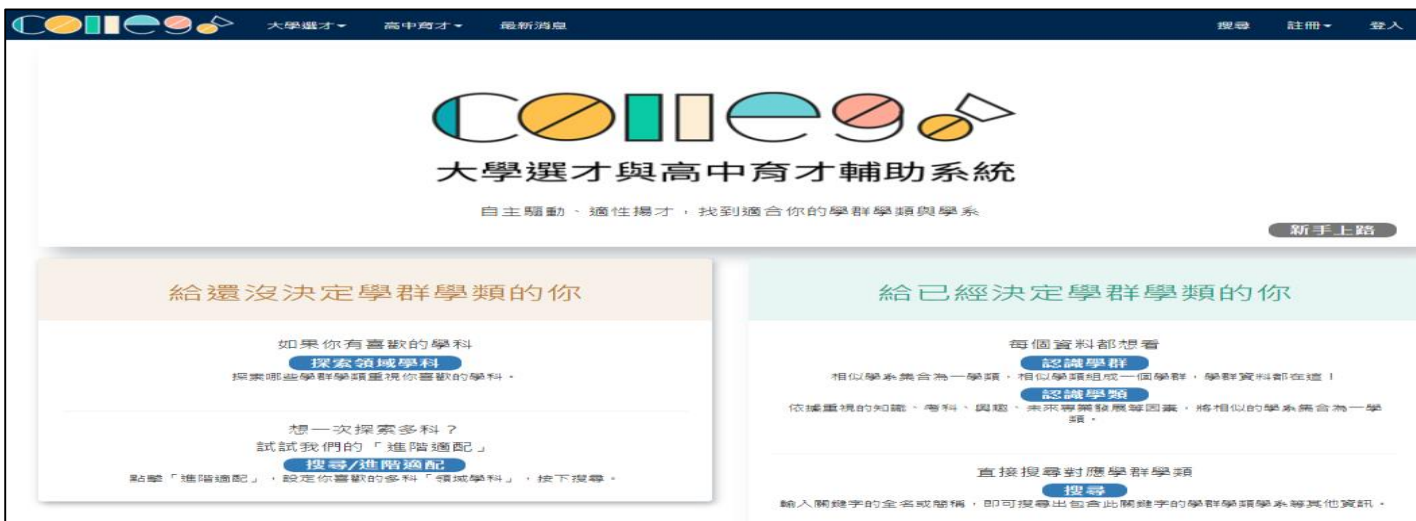 Collego 大學選才 高中育才 最新消息 搜尋 註冊 登入
Collego
大學選才與高中育才輔助系統
自主驅動、適性揚才，找到適合你的學群學類與學系
新手上路
給還沒決定學群學類的你
如果你有喜歡的學科
探索領域學科
探索哪些學群學類重視你喜歡的學科。
想一次探索多科？
試試我們的「進階適配」
搜尋/進階適配
點擊「進階適配」，設定你喜歡的多科「領域學科」，按下搜尋。
給已經決定學群學類的你
每個資料都想看
認識學群
相似學系集合為一學類，相似學類組成一個學群，學群資料都在這！
認識學類
依據重視的知識、考科、興趣、未來專業發展等因素，將相似的學系集合為一學
類。
直接搜尋對應學群學類
搜尋
輸入關鍵字的全名或簡稱，即可搜尋出包含此關鍵字的學群學類學系等其他資訊。